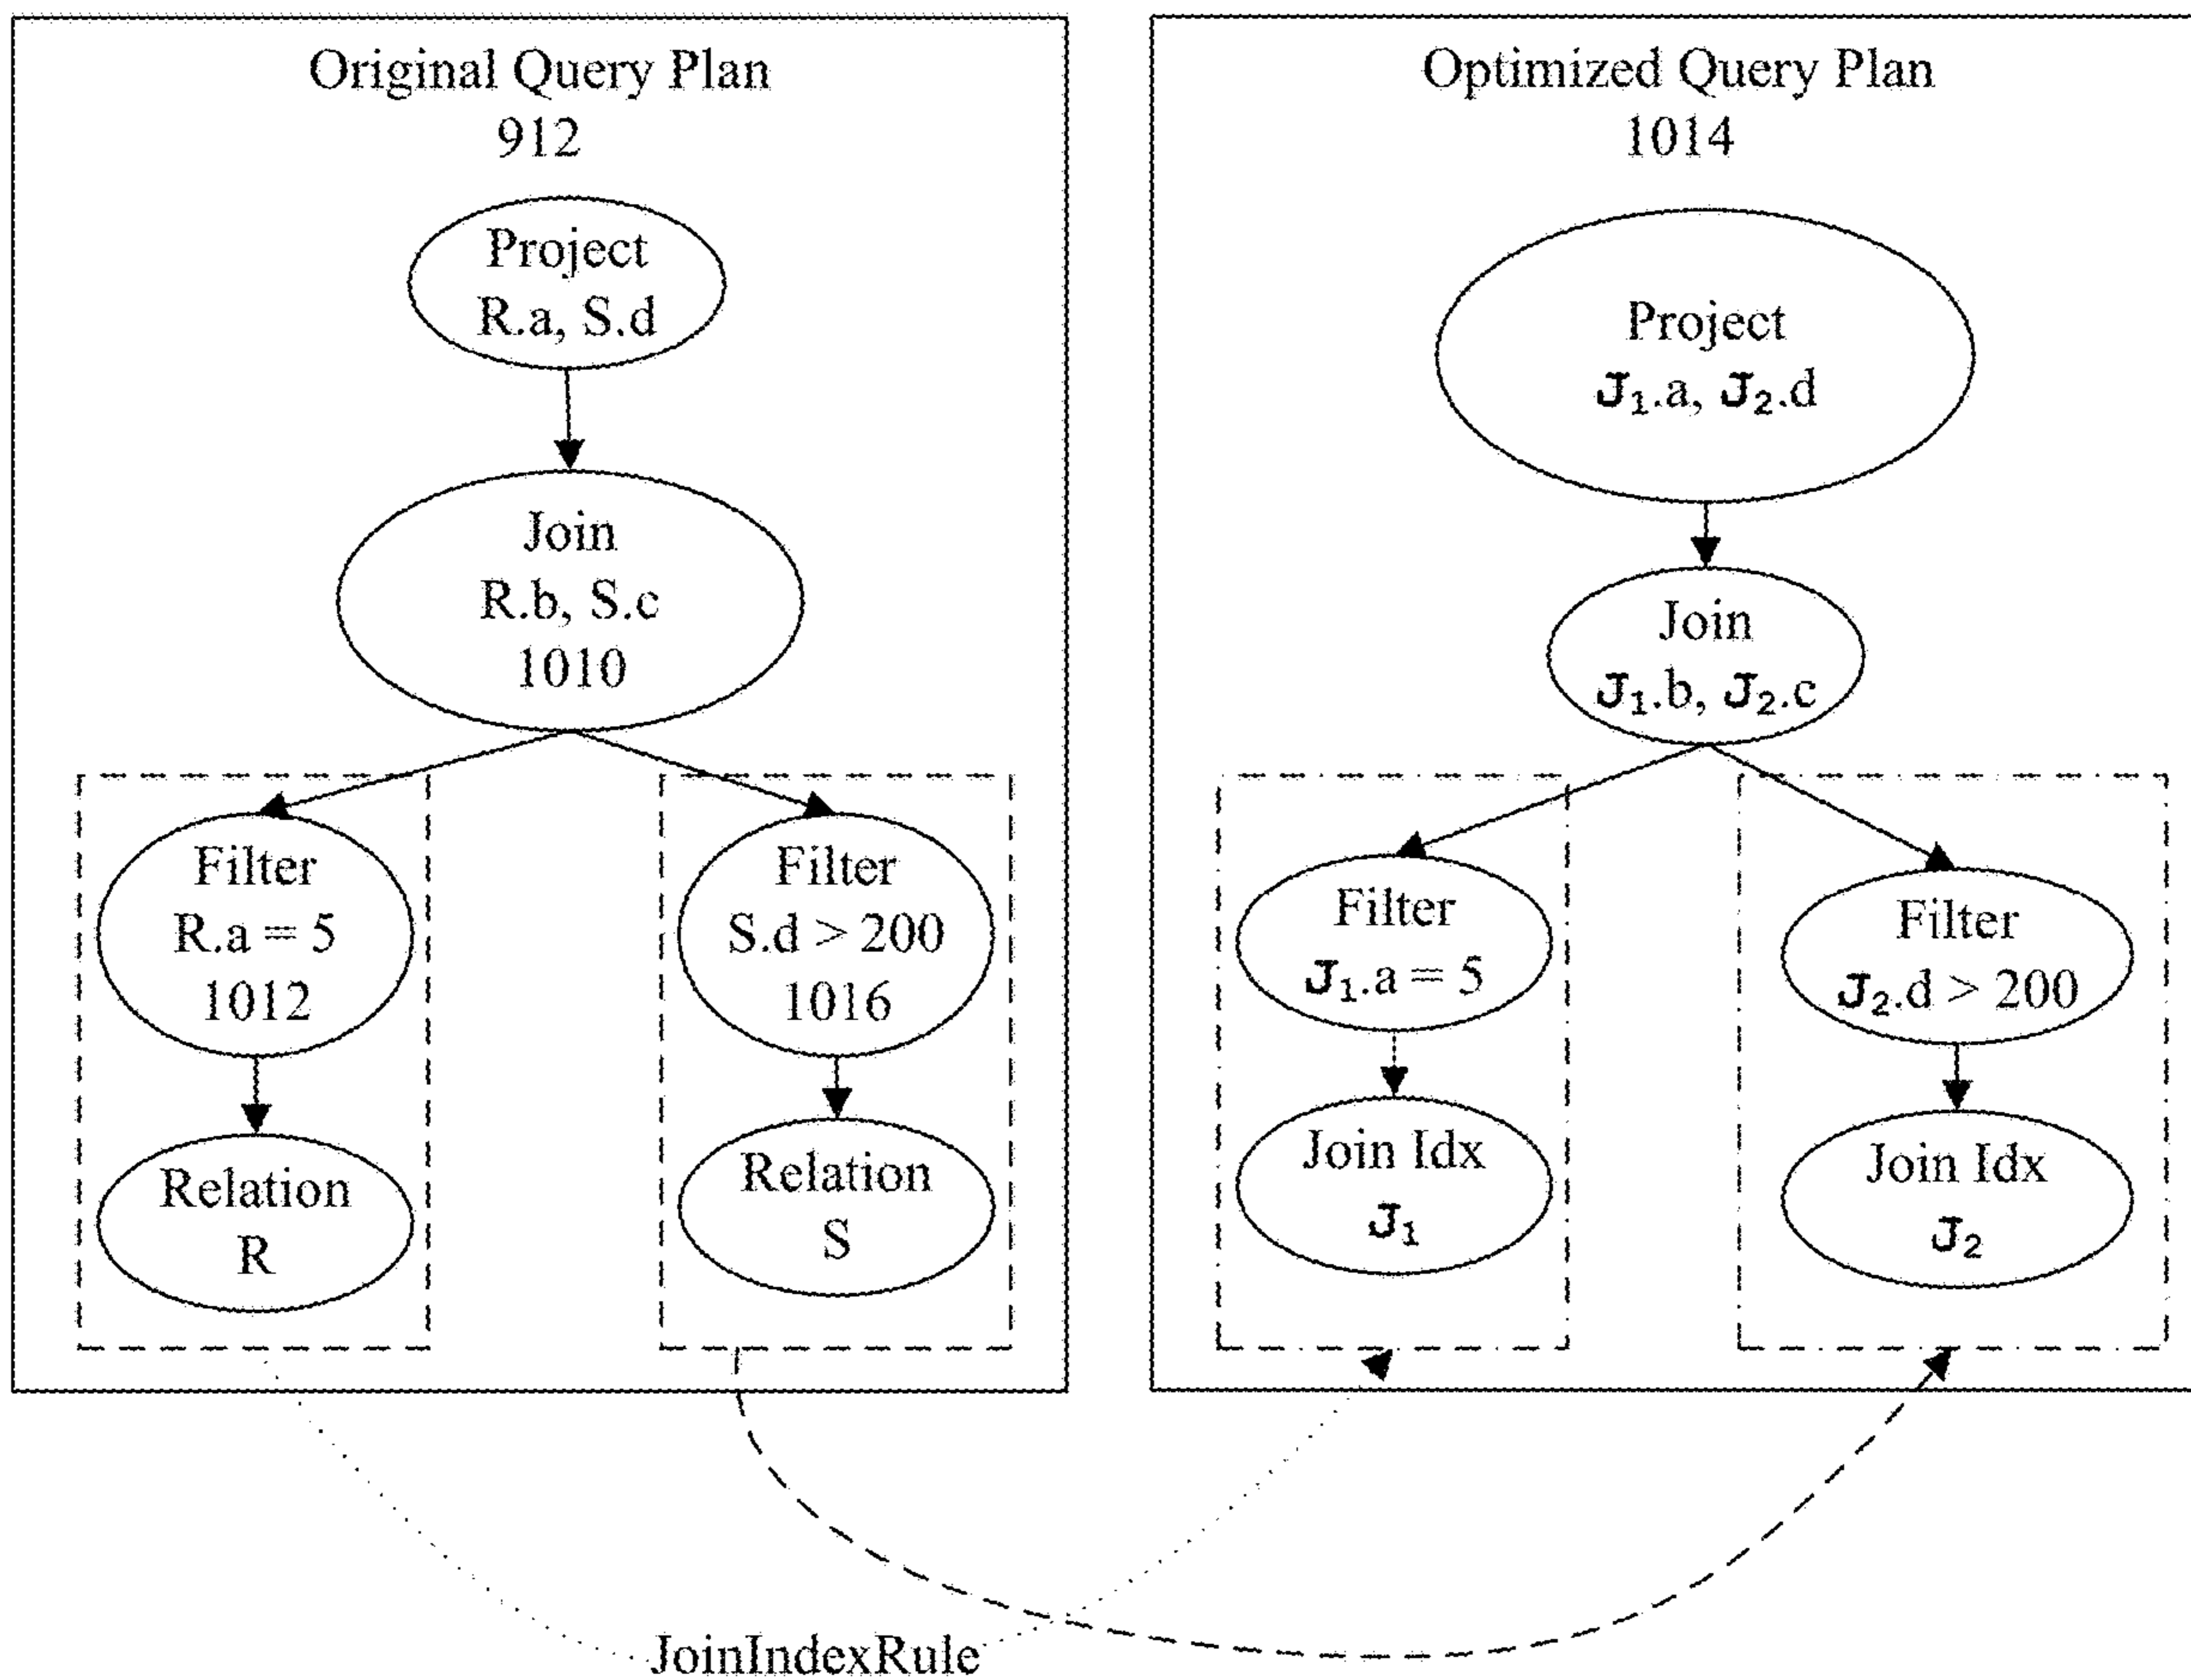 Original Query Plan
912
Project
R.a, S.d
Join
R.b, S.c
1010
Filter
R.a = 5
1012
Relation
R
Filter
S.d > 200
1016
Relation
S
Optimized Query Plan
1014
Project
J₁.a, J₂.d
Join
J₁.b, J₂.c
Filter
J₁.a = 5
Join Idx
J₁
Filter
J₂.d > 200
Join Idx
J₂
JoinIndexRule